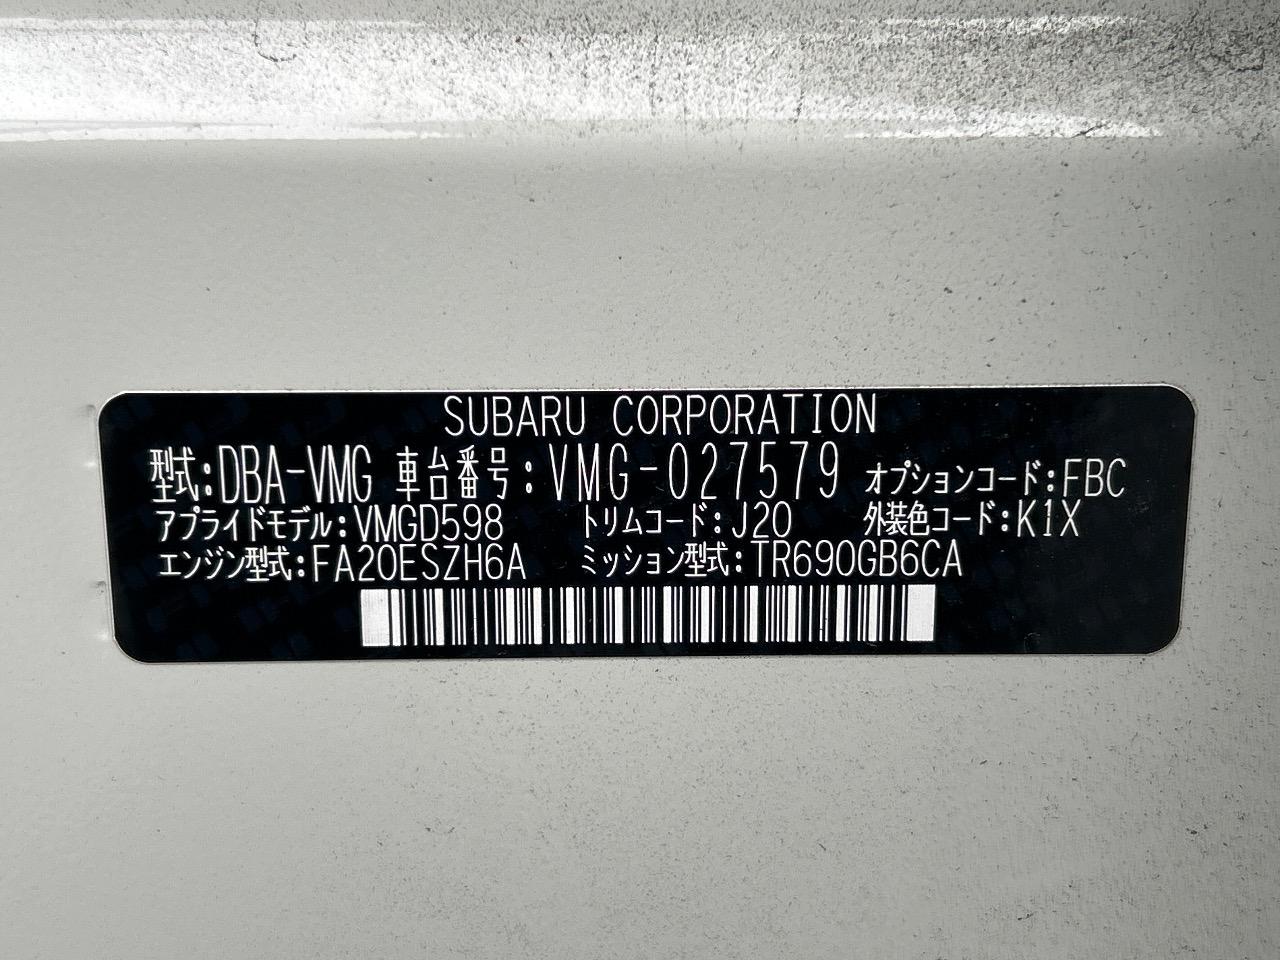 SUBARU CORPORATION
型式:DBA-VMG 車台番号:VMG-027579 オプションコード:FBC
アプライドモデル:VMGD598 トリムコード:J20 外装色コード:K1X
エンジン型式:FA20ESZH6A ミッション型式:TR690GB6CA